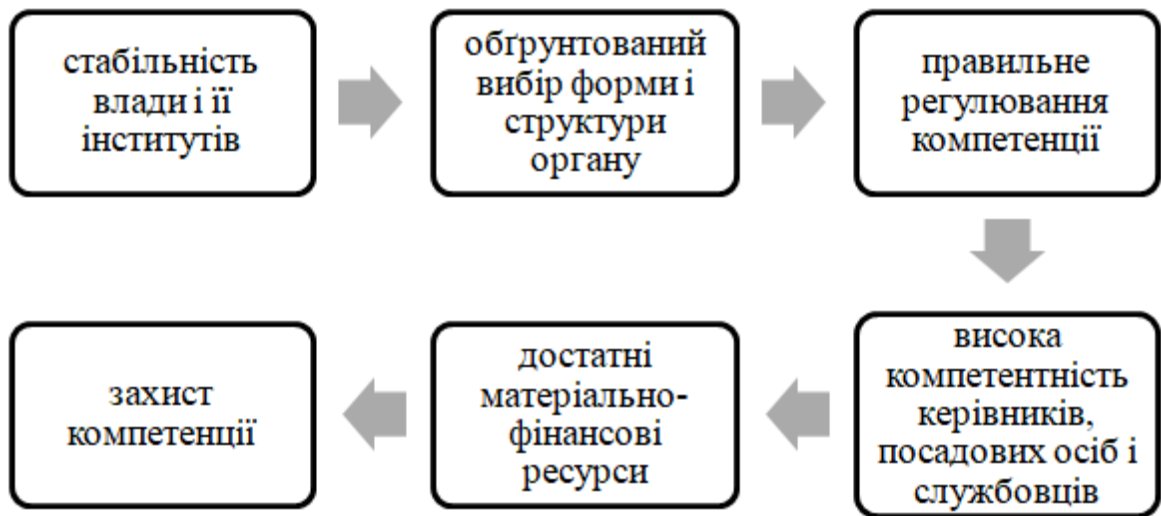 стабільність
влади і її
інститутів
обґрунтований
вибір форми і
структури
органу
правильне
регулювання
компетенції
висока
компетентність
керівників,
посадових осіб і
службовців
достатні
матеріально-
фінансові
ресурси
захист
компетенції